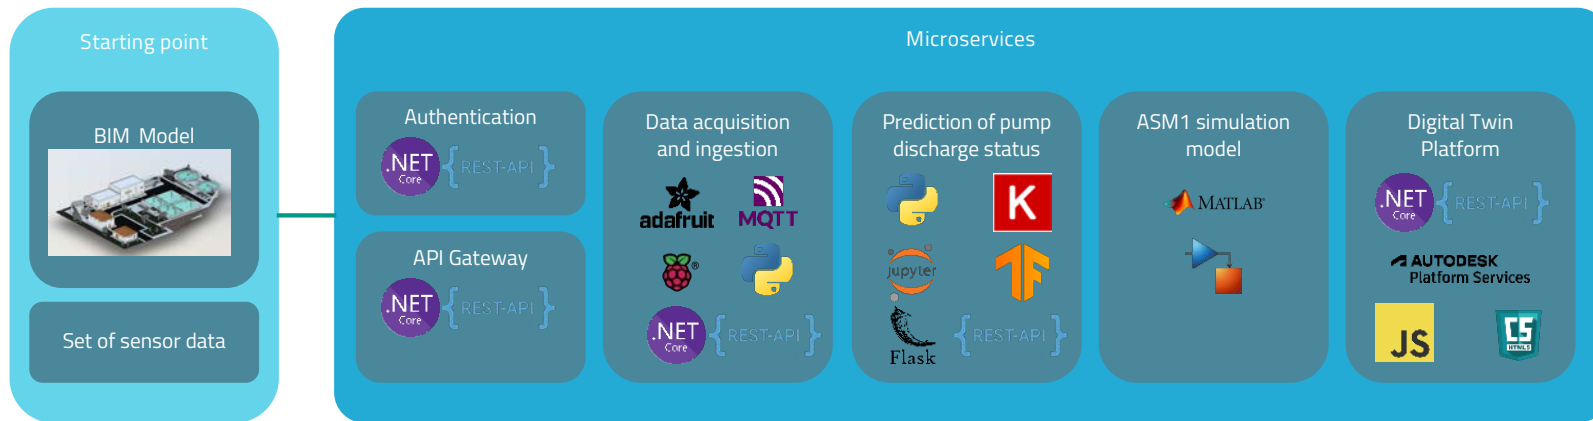 Starting point
BIM Model
Set of sensor data
Microservices
Authentication
.NET
Core
{REST-API}
API Gateway
.NET
Core
{REST-API}
Data acquisition
and ingestion
adafruit
MQTT
.NET
Core
{REST-API}
Prediction of pump
discharge status
K
Jupyter
Flask
{REST-API}
ASM1 simulation
model
MATLAB®
Digital Twin
Platform
.NET
Core
{REST-API}
AUTODESK
Platform Services
JS
CS
HTML5